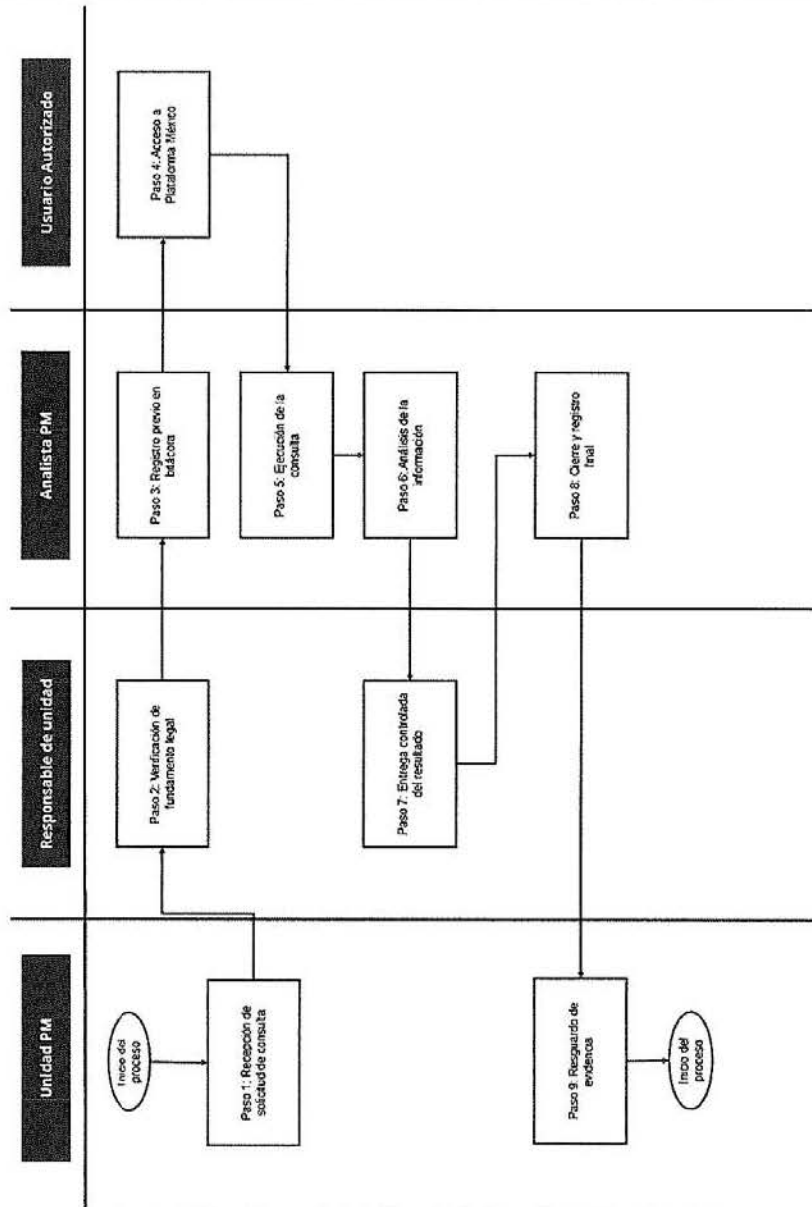 Unidad PM
Responsable de unidad
Analista PM
Usuario Autorizado
Inicio del
proceso
Paso 1: Recepción de
solicitud de consulta
Paso 2: Verificación de
fundamento legal
Paso 3: Registro previo en
bitácora
Paso 4: Acceso a
Plataforma México
Paso 5: Ejecución de la
consulta
Paso 6: Análisis de la
información
Paso 7: Entrega controlada
del resultado
Paso 8: Cierre y registro
final
Paso 9: Resguardo de
evidencia
Inicio del
proceso